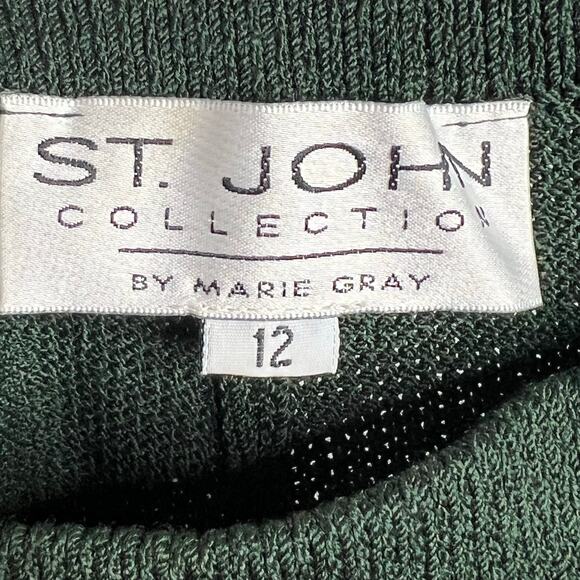 ST. JOHN
COLLECTION
BY MARIE GRAY
12